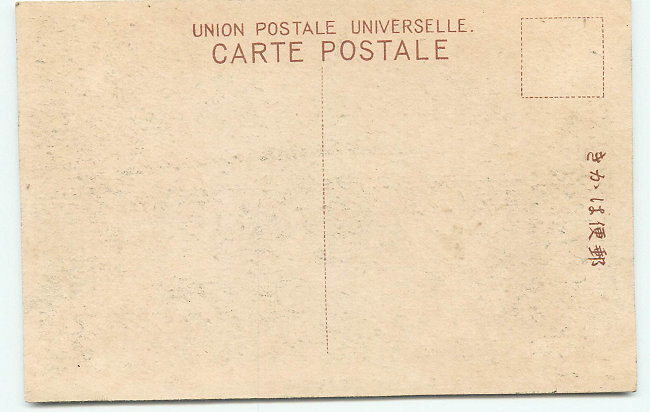 UNION POSTALE UNIVERSELLE.
CARTE POSTALE
郵便はかき